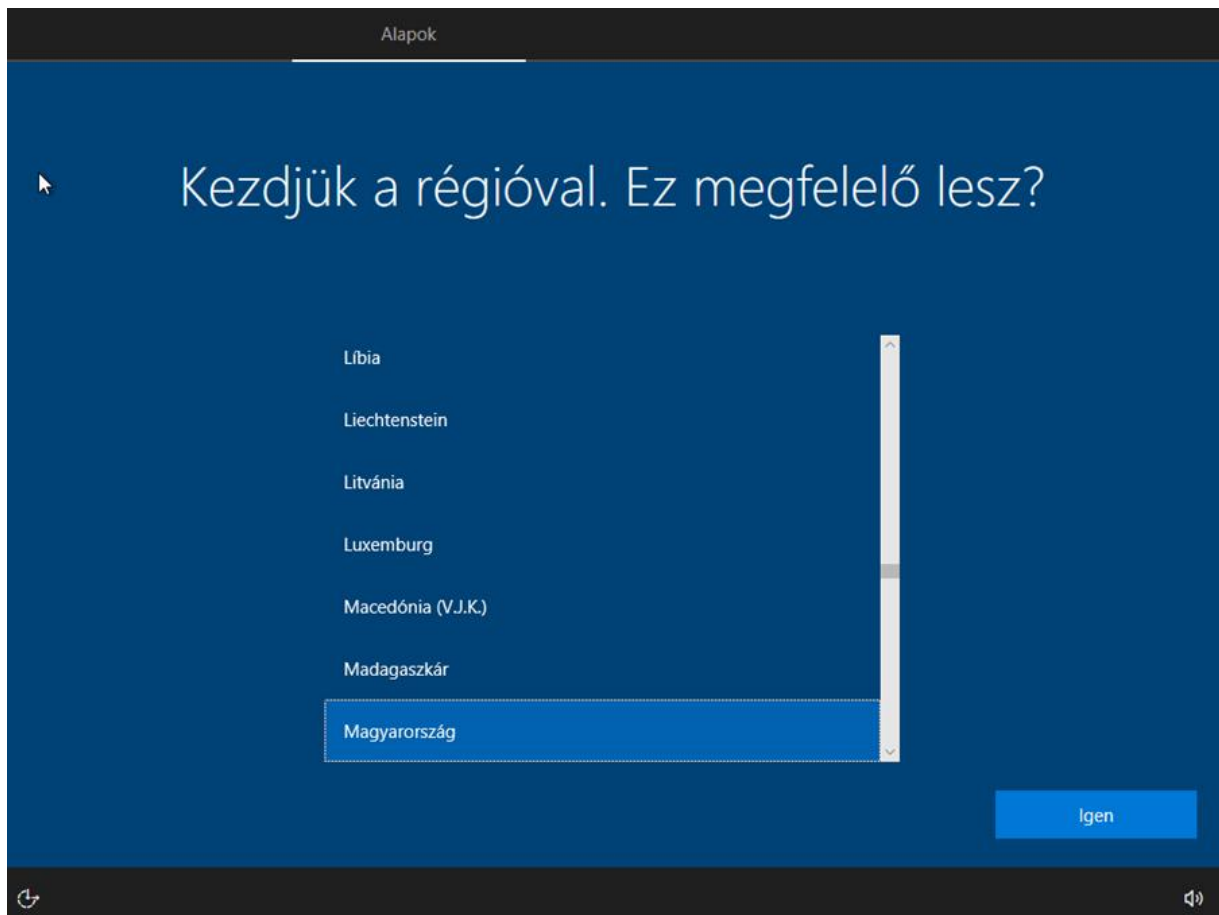 Alapok
Kezdjük a régióval. Ez megfelelő lesz?
Líbia
Liechtenstein
Litvánia
Luxemburg
Macedónia (V.J.K.)
Madagaszkár
Magyarország
Igen